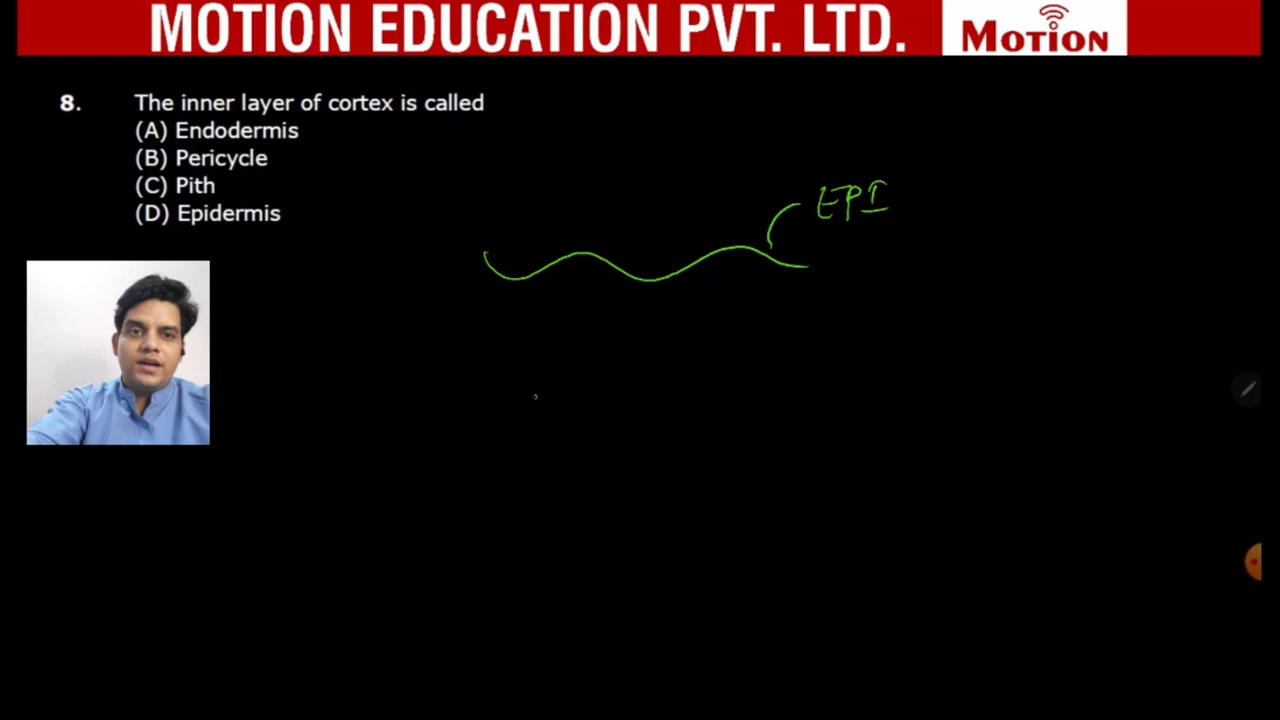 MOTION EDUCATION PVT. LTD.
MOTION
8. The inner layer of cortex is called
(A) Endodermis
(B) Pericycle
(C) Pith
(D) Epidermis
EPI